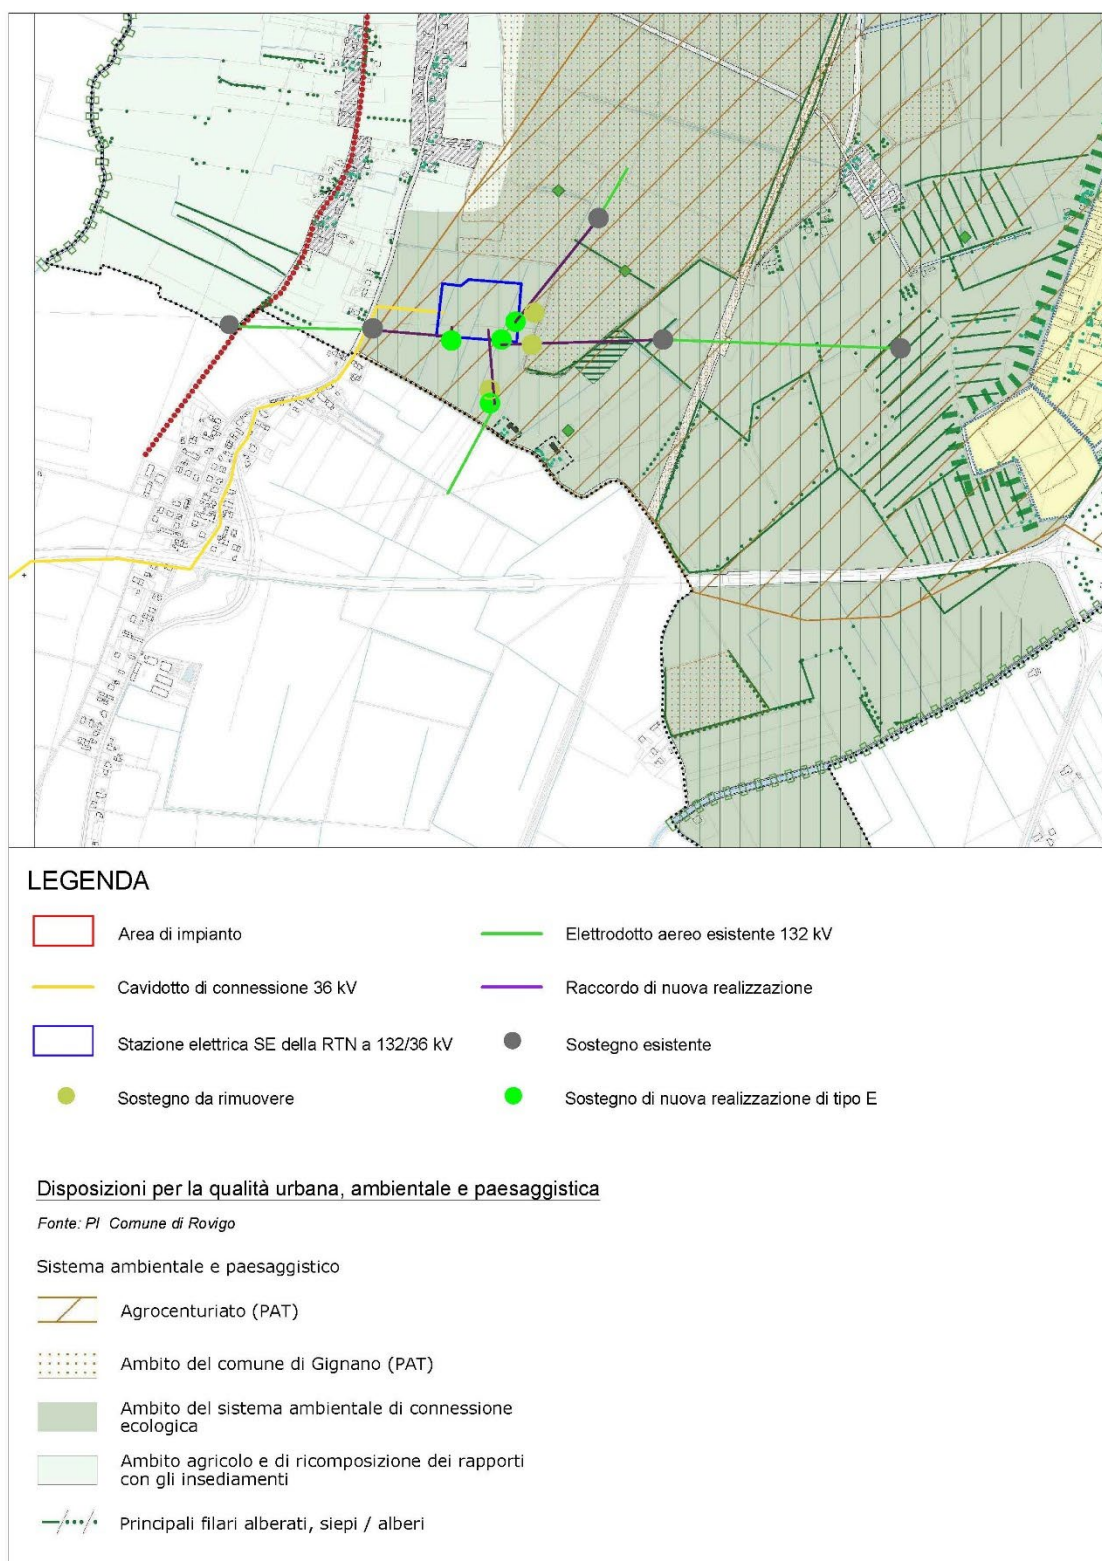 LEGENDA
Area di impianto
Elettrodotto aereo esistente 132 kV
Cavidotto di connessione 36 kV
Raccordo di nuova realizzazione
Stazione elettrica SE della RTN a 132/36 kV
Sostegno esistente
Sostegno da rimuovere
Sostegno di nuova realizzazione di tipo E
Disposizioni per la qualità urbana, ambientale e paesaggistica
Fonte: PI Comune di Rovigo
Sistema ambientale e paesaggistico
Agrocenturiato (PAT)
Ambito del comune di Gignano (PAT)
Ambito del sistema ambientale di connessione
ecologica
Ambito agricolo e di ricomposizione dei rapporti
con gli insediamenti
Principali filari alberati, siepi / alberi